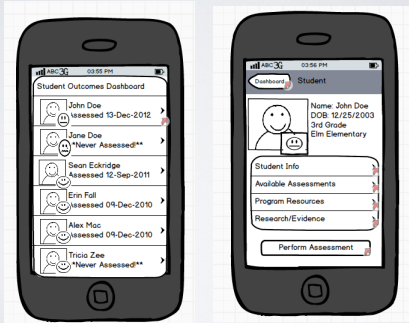 ABC 3G 03:55 PM
Student Outcomes Dashboard
John Doe
Assessed 13-Dec-2012
Jane Doe
*Never Assessed!**
Sean Eckridge
Assessed 12-Sep-2011
Erin Fall
Assessed 09-Dec-2010
Alex Mac
Assessed 09-Dec-2010
Tricia Zee
*Never Assessed!**
ABC 3G 03:56 PM
Dashboard Student
Name: John Doe
DOB: 12/25/2003
3rd Grade
Elm Elementary
Student Info
Available Assessments
Program Resources
Research/Evidence
Perform Assessment